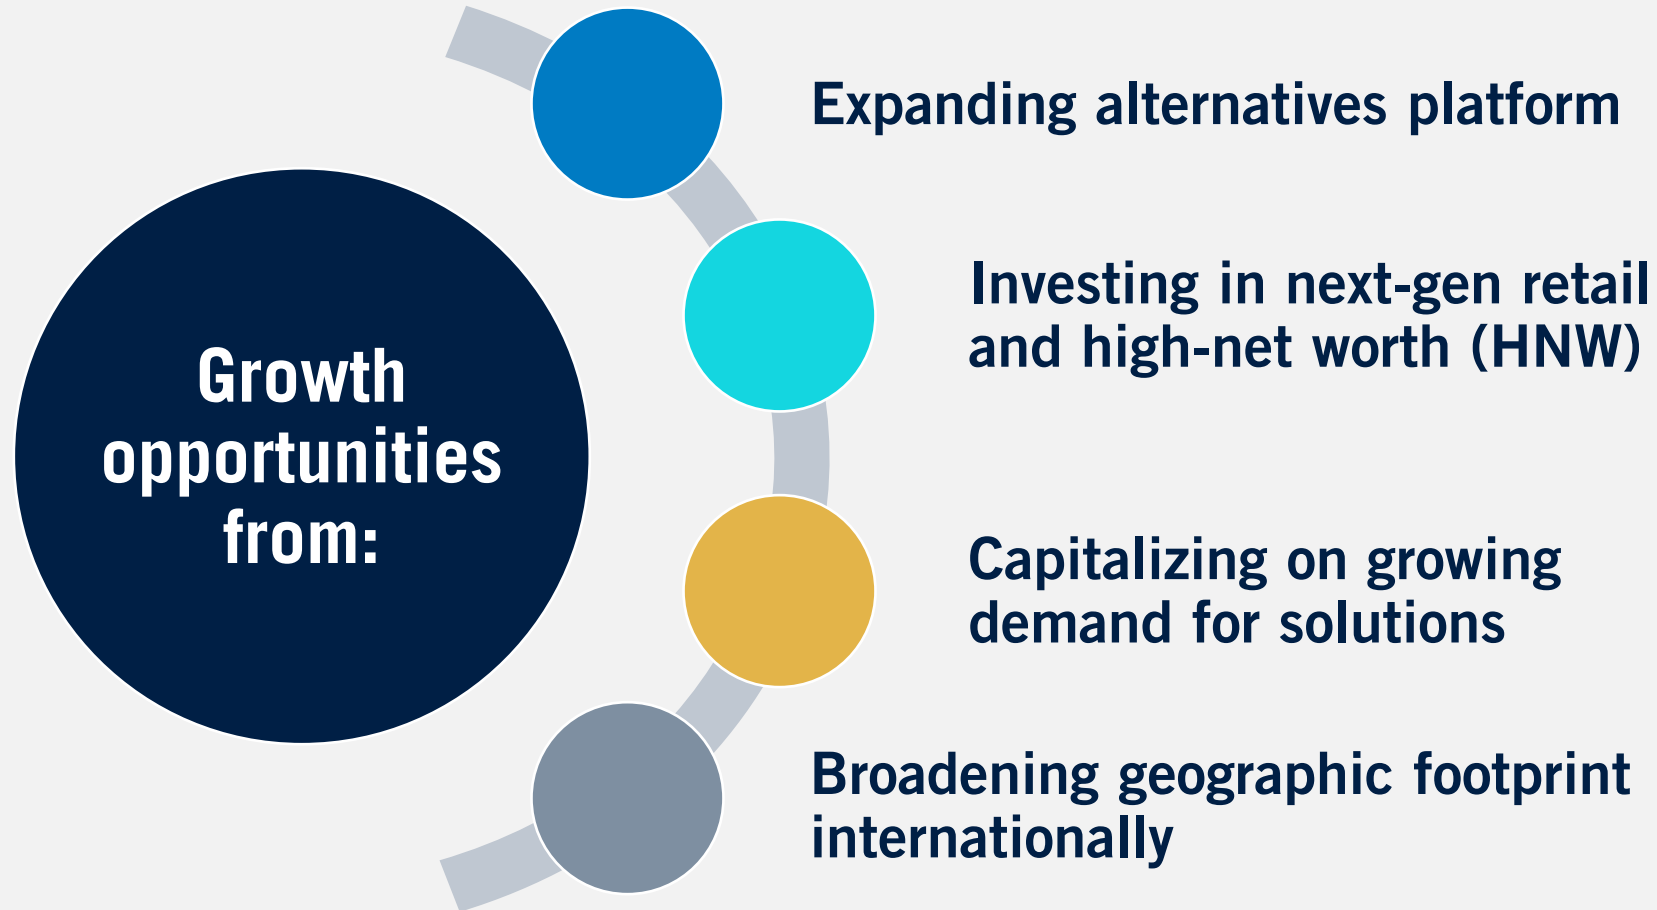 Growth
opportunities
from:
Expanding alternatives platform
Investing in next-gen retail
and high-net worth (HNW)
Capitalizing on growing
demand for solutions
Broadening geographic footprint
internationally